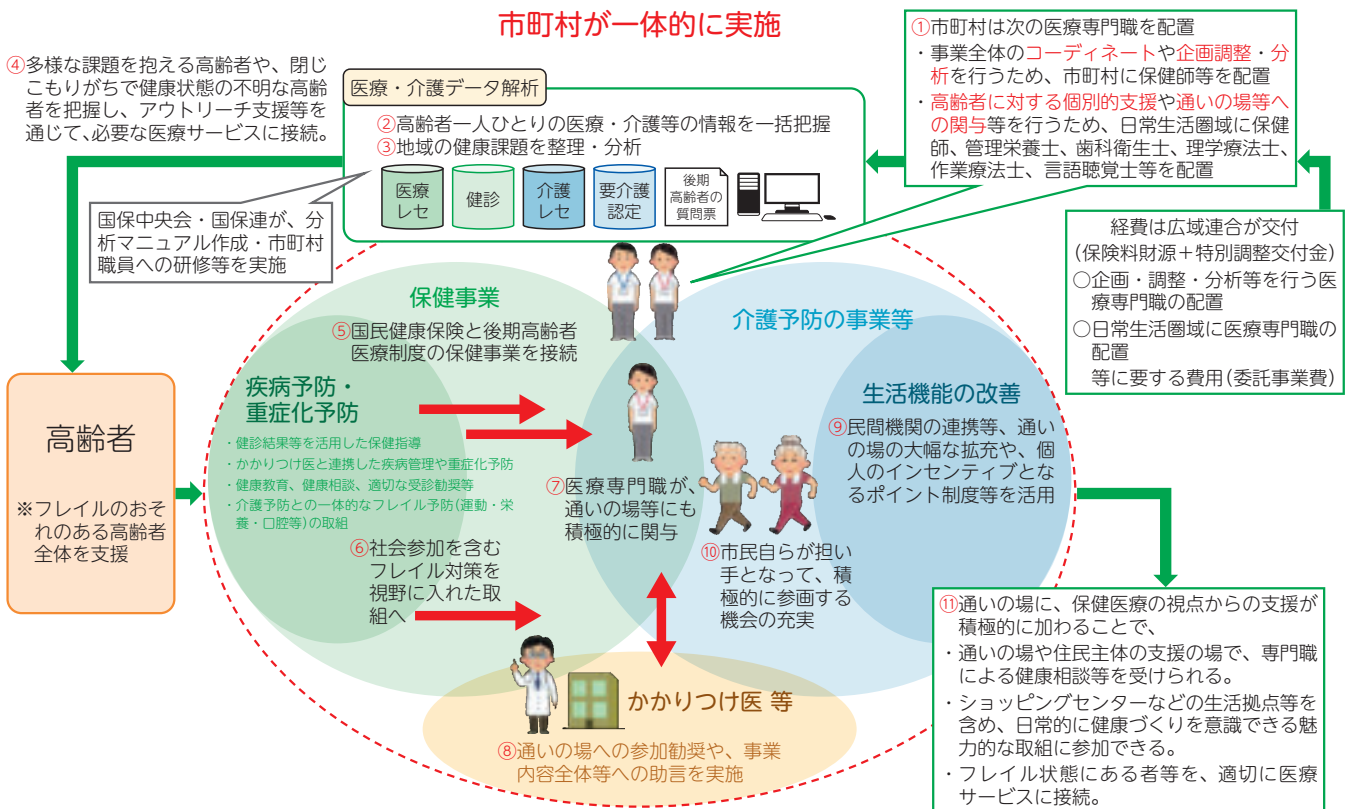 市町村が一体的に実施
①市町村は次の医療専門職を配置
・事業全体のコーディネートや企画調整・分
析を行うため、市町村に保健師等を配置
・高齢者に対する個別的支援や通いの場等へ
の関与等を行うため、日常生活圏域に保健
師、管理栄養士、歯科衛生士、理学療法士、
作業療法士、言語聴覚士等を配置
④多様な課題を抱える高齢者や、閉じ
こもりがちで健康状態の不明な高齢
者を把握し、アウトリーチ支援等を
通じて、必要な医療サービスに接続。
医療・介護データ解析
②高齢者一人ひとりの医療・介護等の情報を一括把握
③地域の健康課題を整理・分析
医療
レセ
健診
介護
レセ
要介護
認定
後期
高齢者の
質問票
国保中央会・国保連が、分
析マニュアル作成・市町村
職員への研修等を実施
経費は広域連合が交付
(保険料財源＋特別調整交付金)
○企画・調整・分析等を行う医
療専門職の配置
○日常生活圏域に医療専門職の
配置
等に要する費用(委託事業費)
保健事業
⑤国民健康保険と後期高齢者
医療制度の保健事業を接続
介護予防の事業等
疾病予防・
重症化予防
・健診結果等を活用した保健指導
・かかりつけ医と連携した疾病管理や重症化予防
・健康教育、健康相談、適切な受診勧奨等
・介護予防との一体的なフレイル予防(運動・栄
養・口腔等)の取組
生活機能の改善
⑨民間機関の連携等、通い
の場の大幅な拡充や、個
人のインセンティブとな
るポイント制度等を活用
高齢者
※フレイルのおそ
れのある高齢者
全体を支援
⑦医療専門職が、
通いの場等にも
積極的に関与
⑥社会参加を含む
フレイル対策を
視野に入れた取
組へ
⑩市民自らが担い
手となって、積
極的に参画する
機会の充実
かかりつけ医 等
⑧通いの場への参加勧奨や、事業
内容全体等への助言を実施
⑪通いの場に、保健医療の視点からの支援が
積極的に加わることで、
・通いの場や住民主体の支援の場で、専門職
による健康相談等を受けられる。
・ショッピングセンターなどの生活拠点等を
含め、日常的に健康づくりを意識できる魅
力的な取組に参加できる。
・フレイル状態にある者等を、適切に医療
サービスに接続。